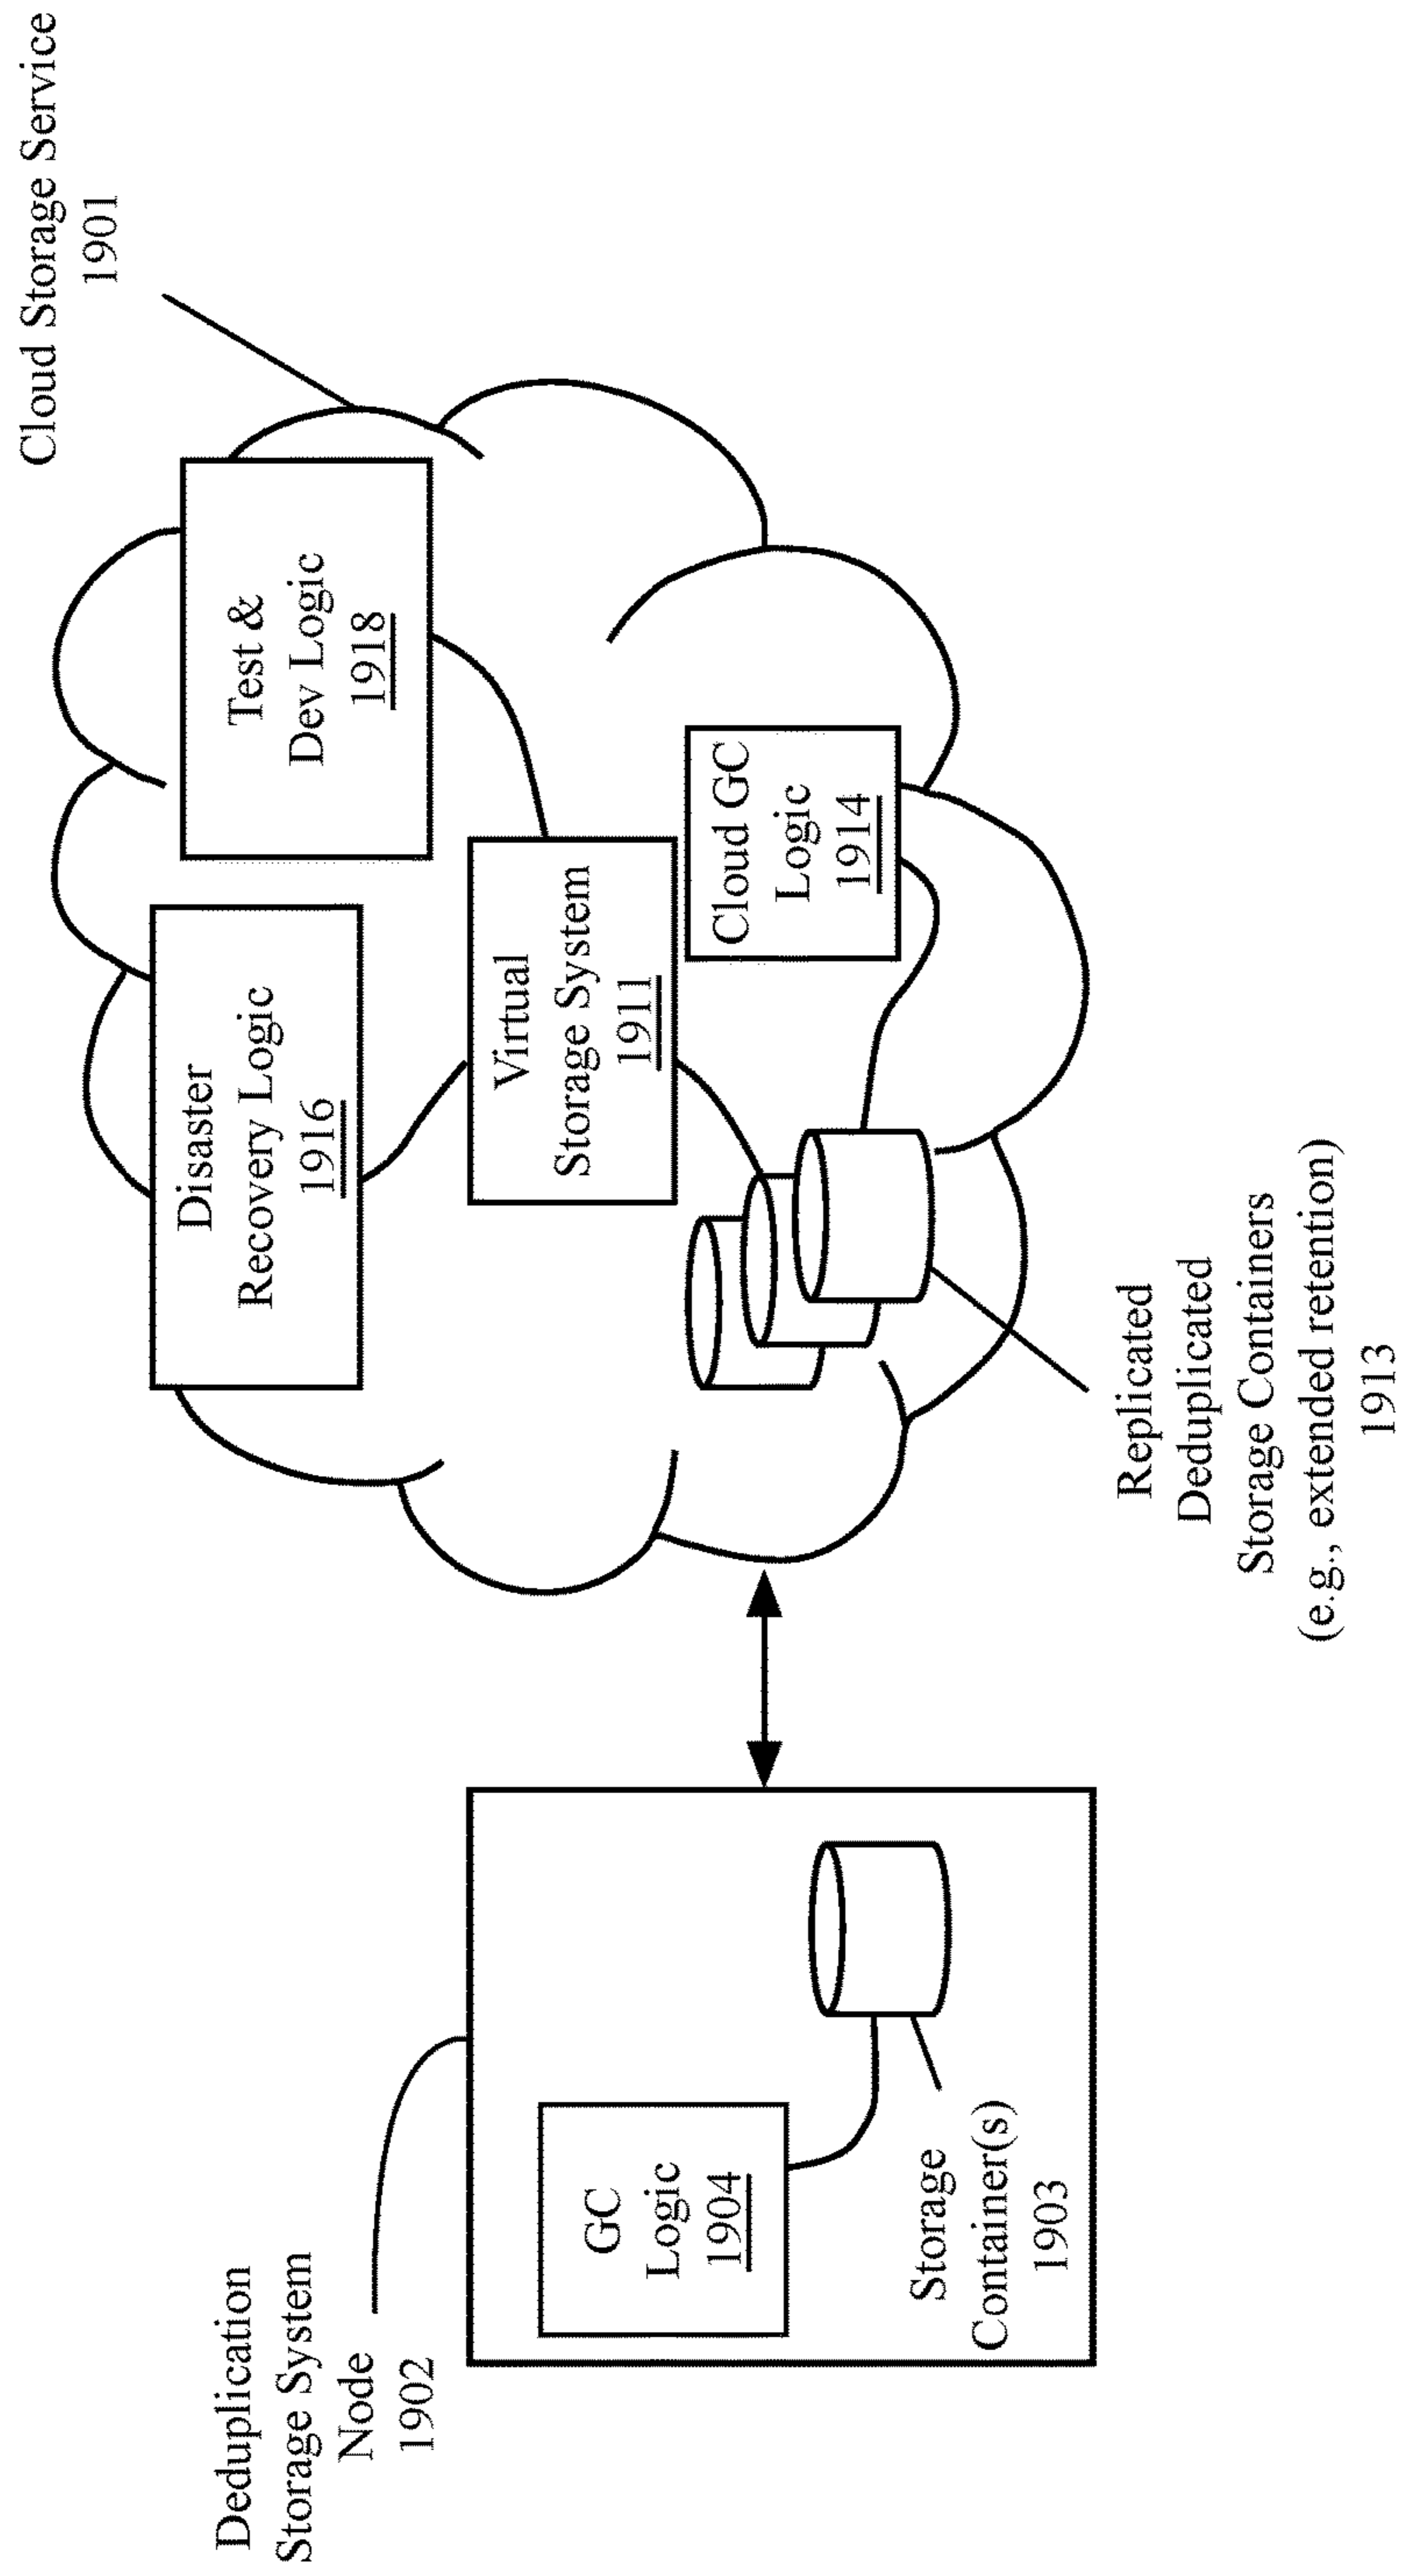 Deduplication
Storage System
Node
1902
GC
Logic
1904
Storage
Container(s)
1903
Cloud Storage Service
1901
Disaster
Recovery Logic
1916
Test &
Dev Logic
1918
Virtual
Storage System
1911
Cloud GC
Logic
1914
Replicated
Deduplicated
Storage Containers
(e.g., extended retention)
1913